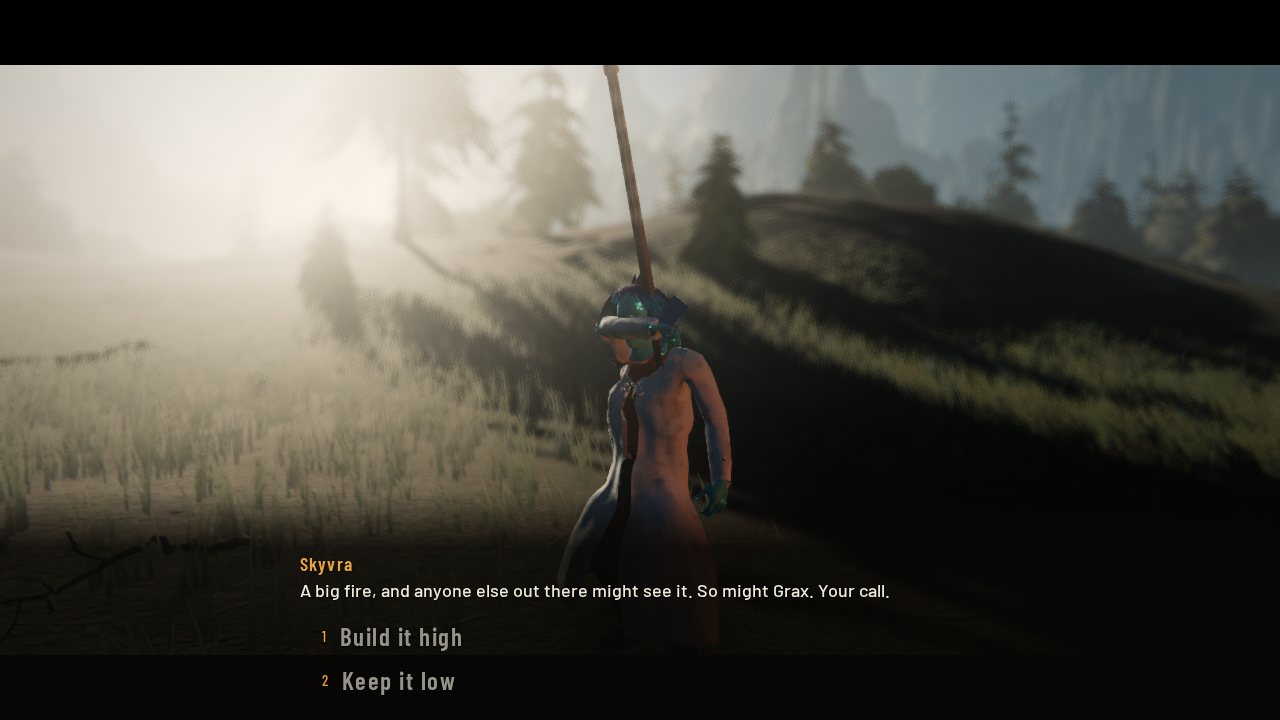 Skyvra
A big fire, and anyone else out there might see it. So might Grax. Your call.
1 Build it high
2 Keep it low